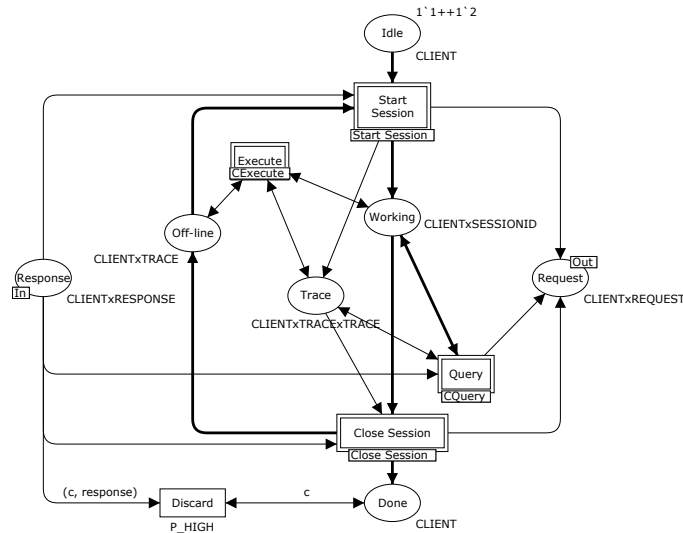 1`1++1`2
Idle
CLIENT
Start
Session
Start Session
Execute
CExecute
Working
CLIENTxSESSIONID
Off-line
CLIENTxTRACE
Out
Response
In
CLIENTxRESPONSE
Request
CLIENTxREQUEST
Trace
CLIENTxTRACExTRACE
Query
CQuery
Close Session
Close Session
(c, response)
c
Discard
Done
P_HIGH
CLIENT